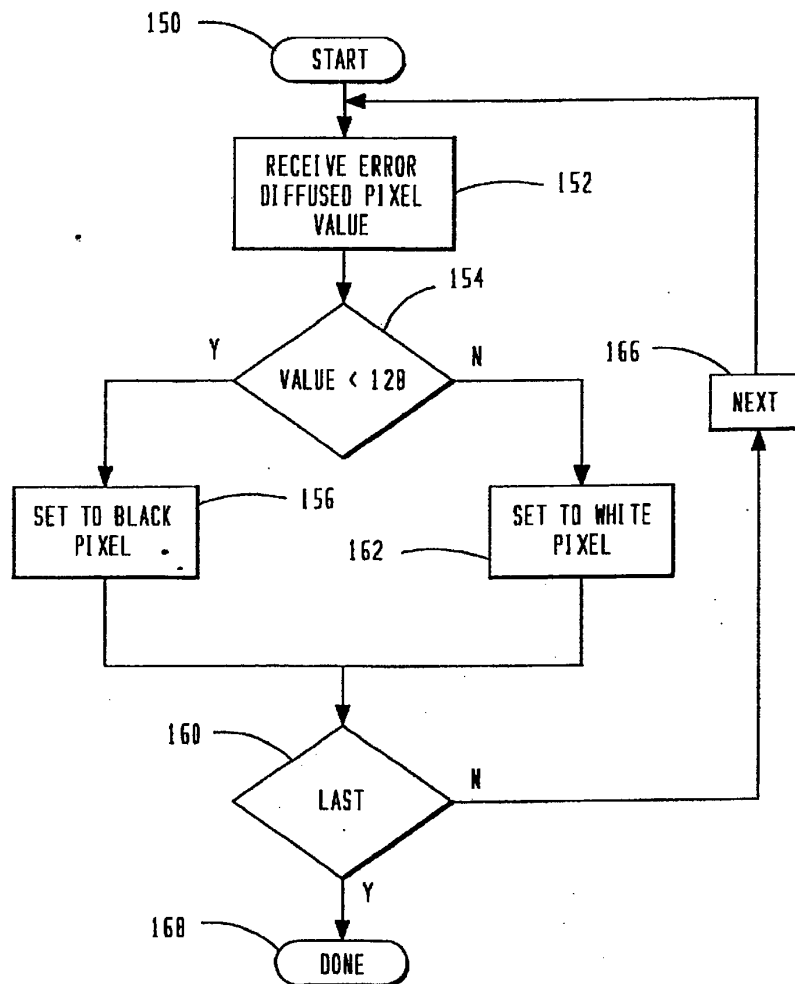 150
START
RECEIVE ERROR
DIFFUSED PIXEL
VALUE
152
154
Y
VALUE < 128
N
166
NEXT
SET TO BLACK
PIXEL
156
SET TO WHITE
PIXEL
162
160
LAST
N
Y
168
DONE